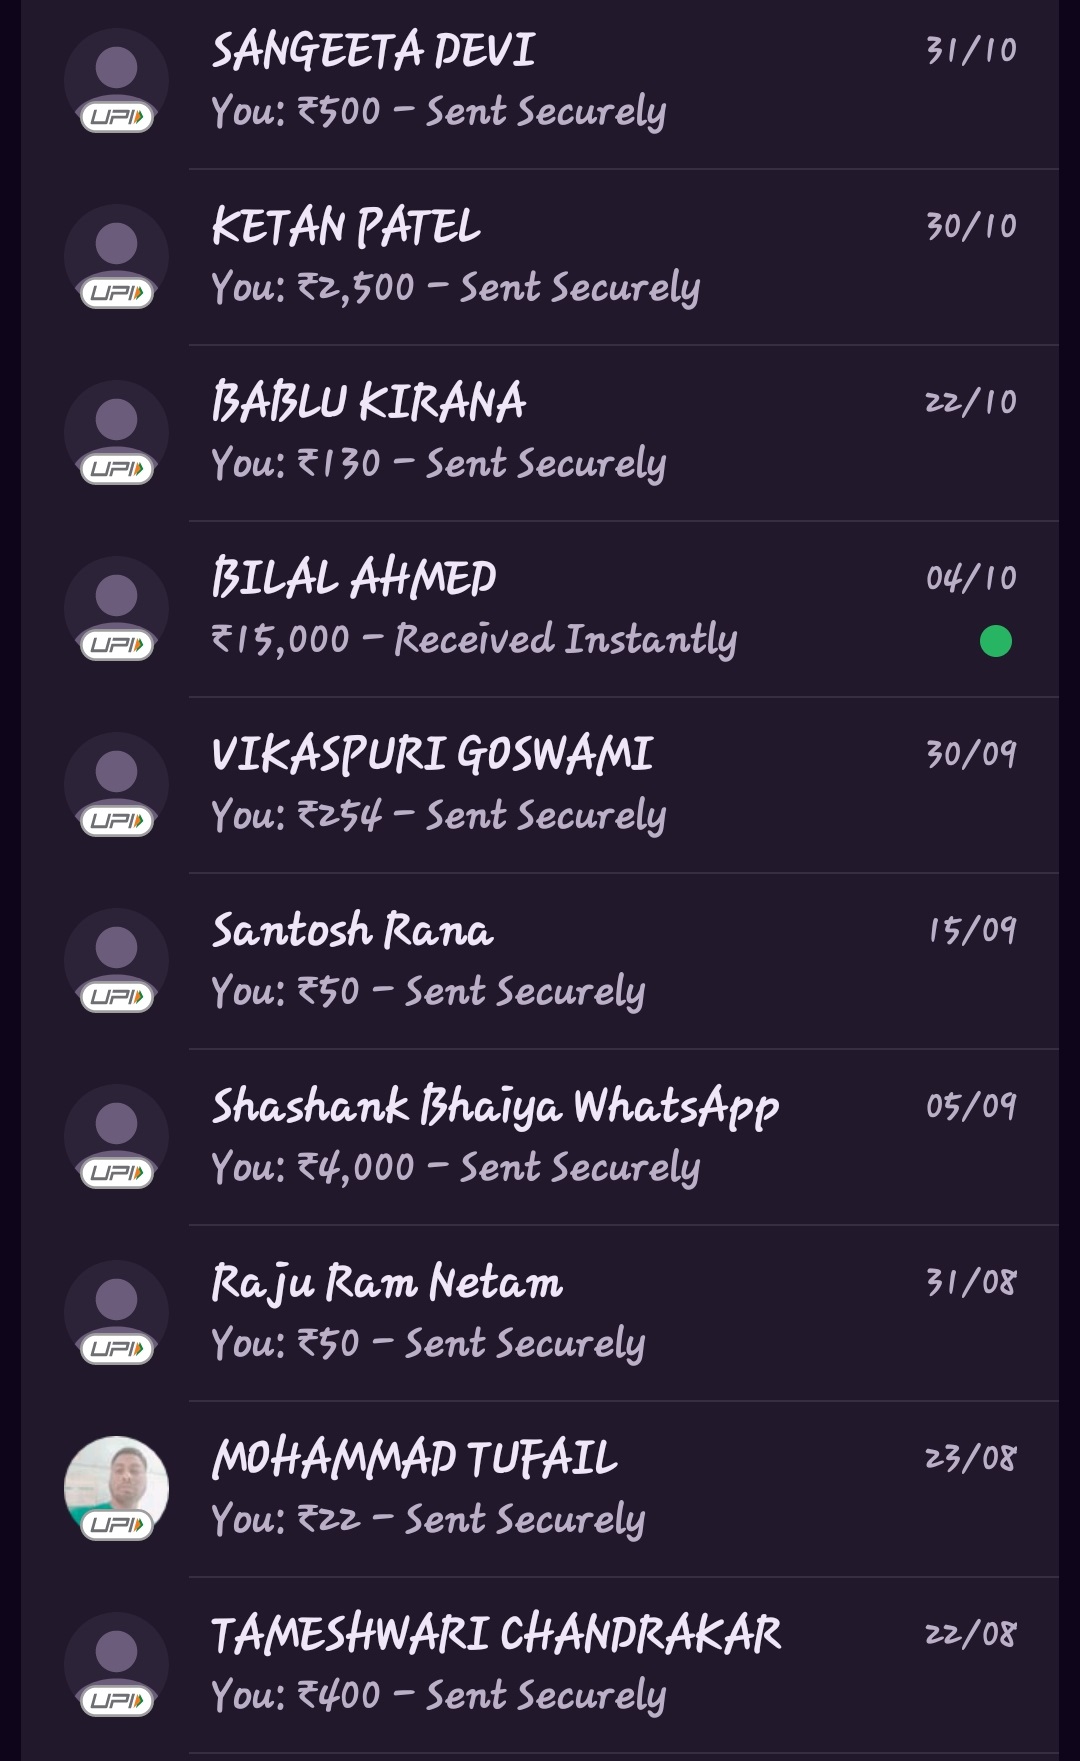 SANGEETA DEVI 31/10
You: ₹500 – Sent Securely
UPI
KETAN PATEL 30/10
You: ₹2,500 – Sent Securely
UPI
BABLU KIRANA 22/10
You: ₹130 – Sent Securely
UPI
BILAL AHMED 04/10
₹15,000 – Received Instantly
UPI
VIKASPURI GOSWAMI 30/09
You: ₹254 – Sent Securely
UPI
Santosh Rana 15/09
You: ₹50 – Sent Securely
UPI
Shashank Bhaiya WhatsApp 05/09
You: ₹4,000 – Sent Securely
UPI
Raju Ram Netam 31/08
You: ₹50 – Sent Securely
UPI
MOHAMMAD TUFAIL 23/08
You: ₹22 – Sent Securely
UPI
TAMESHWARI CHANDRAKAR 22/08
You: ₹400 – Sent Securely
UPI